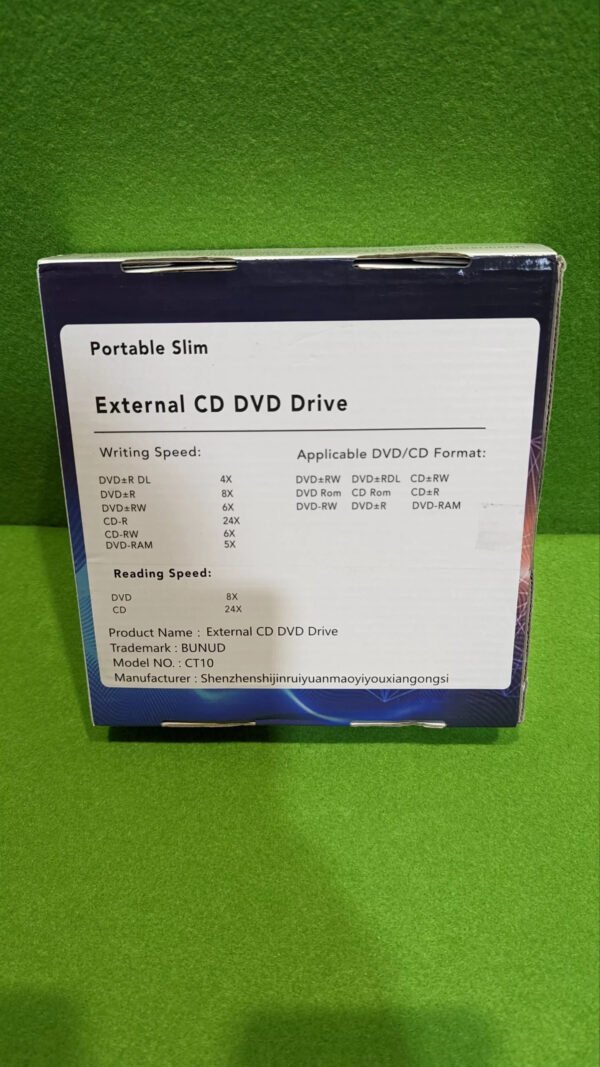 Portable Slim
External CD DVD Drive
Writing Speed:
DVD±R DL 4X
DVD±R 8X
DVD±RW 6X
CD-R 24X
CD-RW 6X
DVD-RAM 5X
Applicable DVD/CD Format:
DVD±RW DVD±RDL CD±RW
DVD Rom CD Rom CD±R
DVD-RW DVD±R DVD-RAM
Reading Speed:
DVD 8X
CD 24X
Product Name : External CD DVD Drive
Trademark : BUNUD
Model NO. : CT10
Manufacturer : Shenzhenshijinruiyuanmaoyiyouxiangongsi